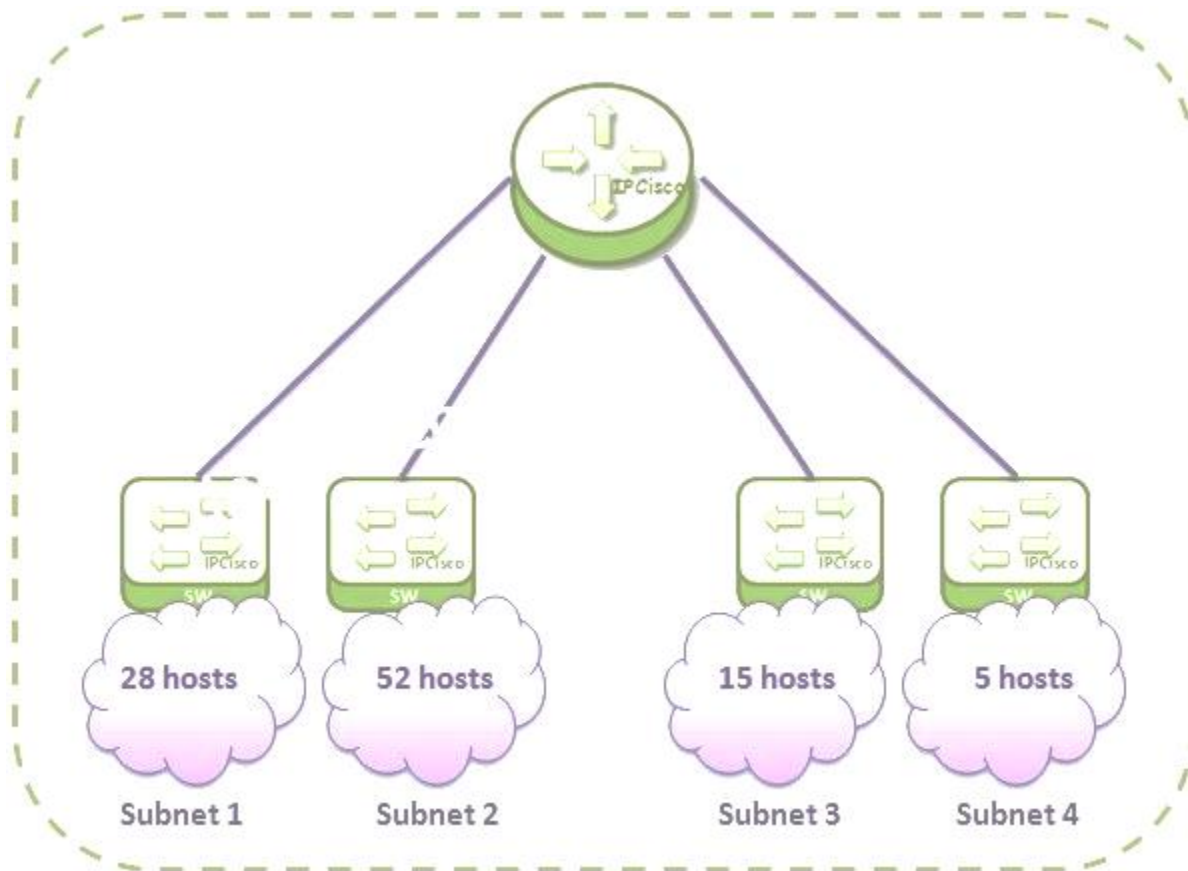 IPCisco
IPCisco
IPCisco
IPCisco
IPCisco
SW
SW
SW
SW
28 hosts
52 hosts
15 hosts
5 hosts
Subnet 1
Subnet 2
Subnet 3
Subnet 4